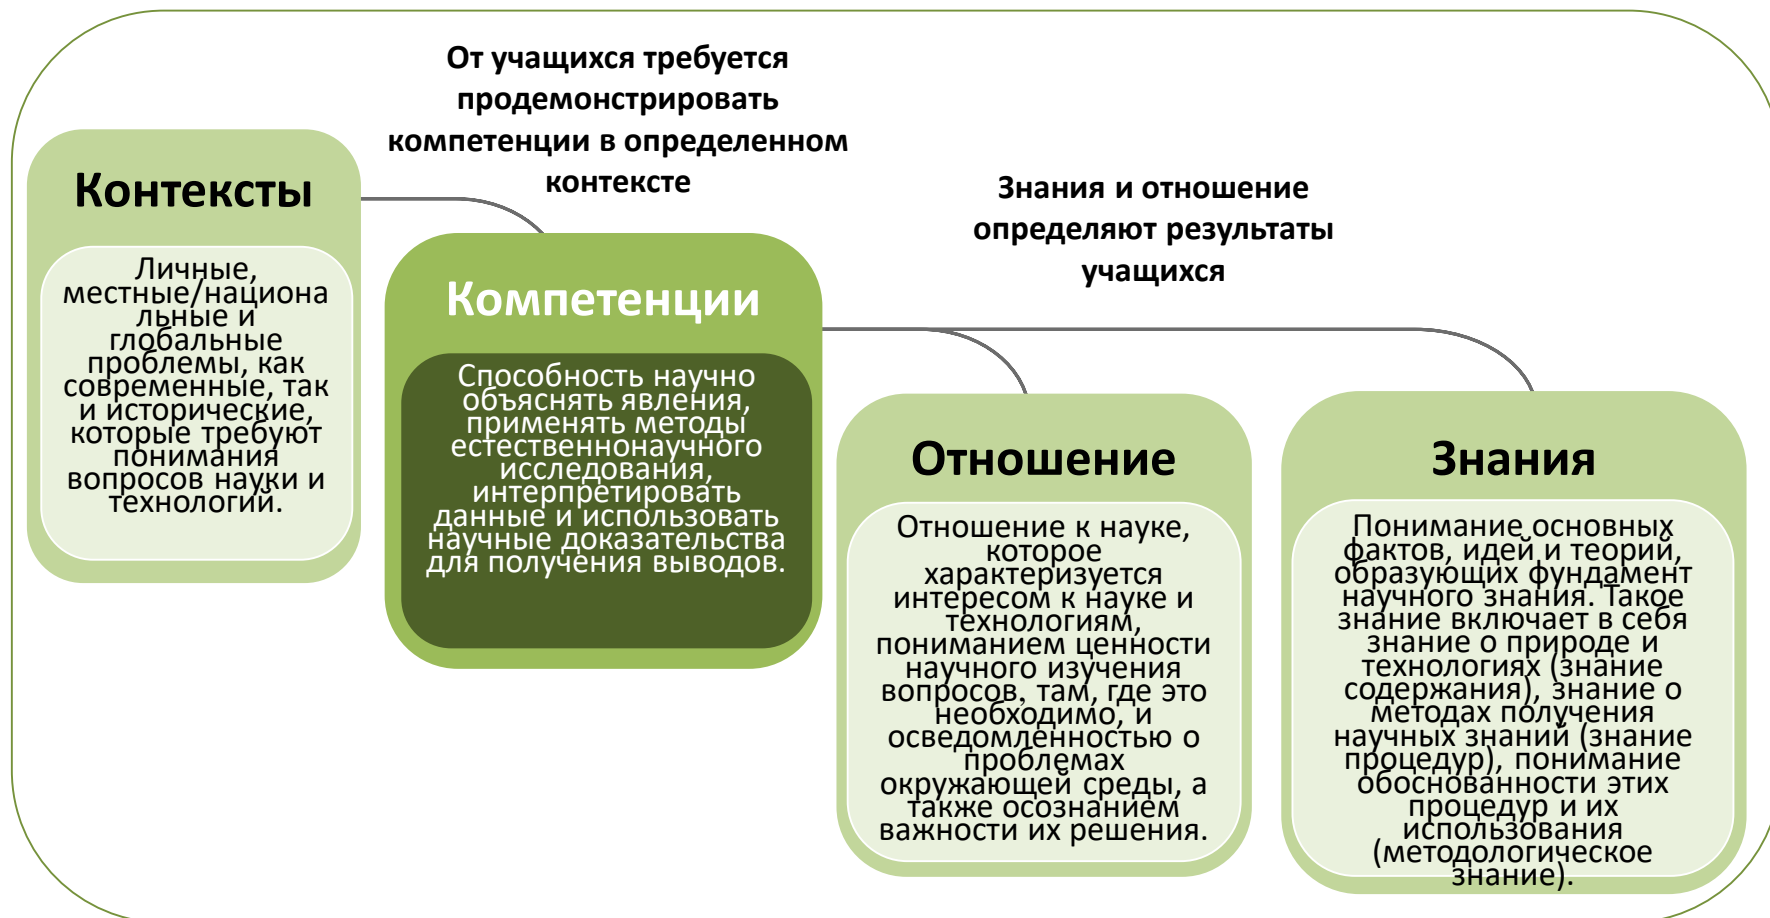 От учащихся требуется
продемонстрировать
компетенции в определенном
контексте
Знания и отношение
определяют результаты
учащихся
Контексты
Личные,
местные/национа
льные и
глобальные
проблемы, как
современные, так
и исторические,
которые требуют
понимания
вопросов науки и
технологий.
Компетенции
Способность научно
объяснять явления,
применять методы
естественнонаучного
исследования,
интерпретировать
данные и использовать
научные доказательства
для получения выводов.
Отношение
Отношение к науке,
которое
характеризуется
интересом к науке и
технологиям,
пониманием ценности
научного изучения
вопросов, там, где это
необходимо, и
осведомленностью о
проблемах
окружающей среды, а
также осознанием
важности их решения.
Знания
Понимание основных
фактов, идей и теорий,
образующих фундамент
научного знания. Такое
знание включает в себя
знание о природе и
технологиях (знание
содержания), знание о
методах получения
научных знаний (знание
процедур), понимание
обоснованности этих
процедур и их
использования
(методологическое
знание).